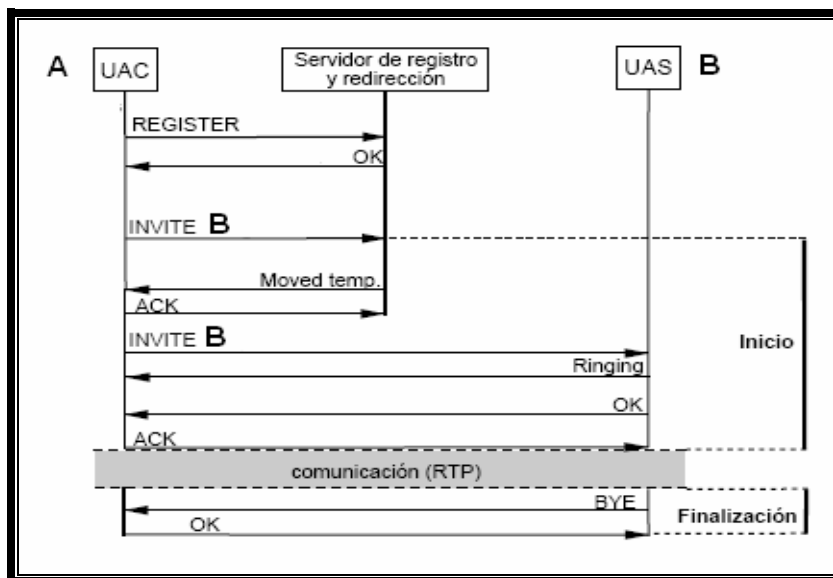 A
UAC
Servidor de registro
y redirección
UAS
B
REGISTER
OK
INVITE B
Moved temp.
ACK
INVITE B
Inicio
Ringing
OK
ACK
comunicación (RTP)
BYE
Finalización
OK